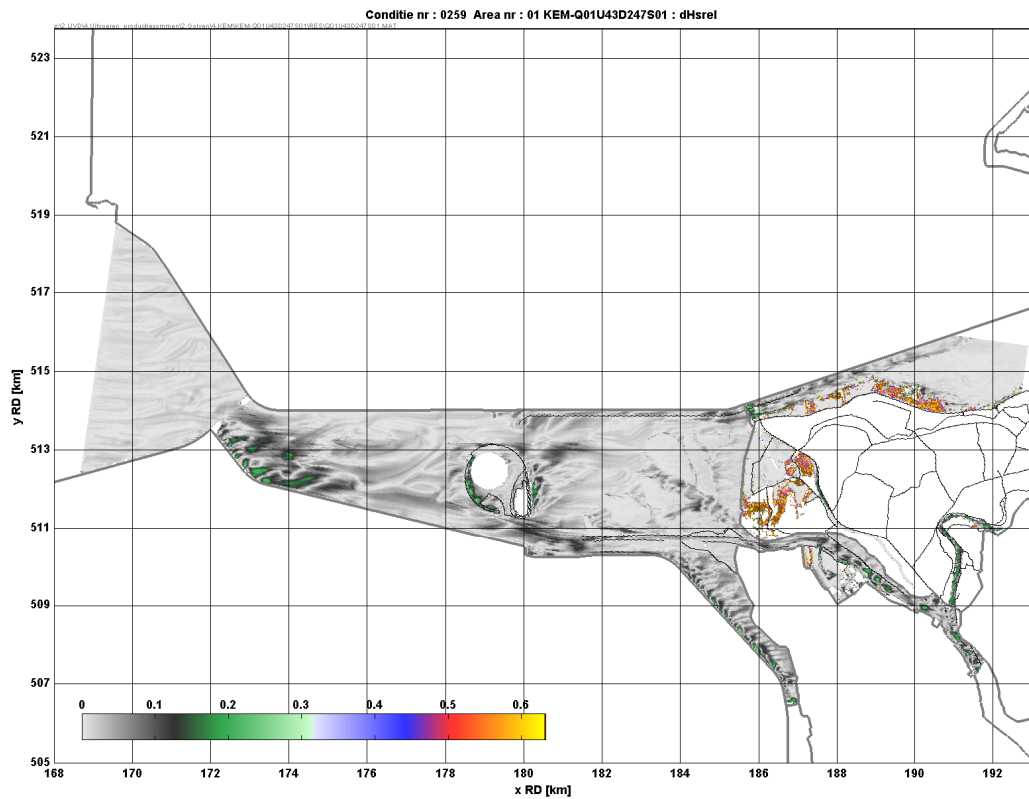 Conditie nr : 0259 Area nr : 01 KEM-Q01U43D247S01 : dHsrel
523
521
519
517
515
513
511
509
507
505
y RD [km]
0 0.1 0.2 0.3 0.4 0.5 0.6
168 170 172 174 176 178 180 182 184 186 188 190 192
x RD [km]